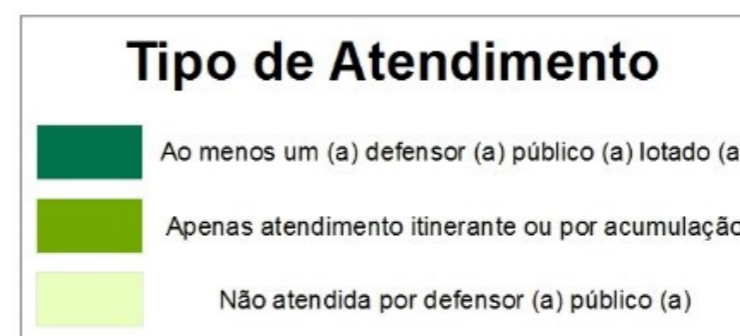 Tipo de Atendimento
Ao menos um (a) defensor (a) público (a) lotado (a
Apenas atendimento itinerante ou por acumulação
Não atendida por defensor (a) público (a)